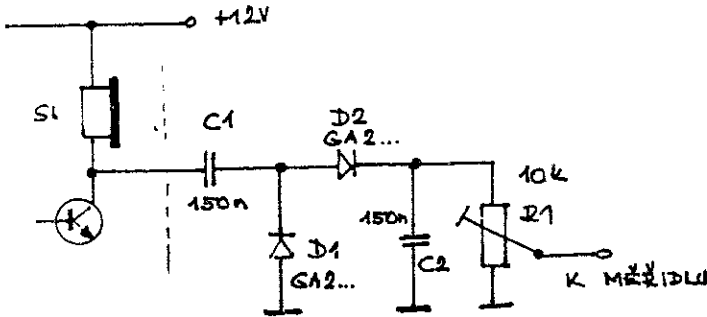 +12V
Sl
C1
150n
D2
GA2...
D1
GA2...
150n
C2
10k
R1
K MĚŘIDLU